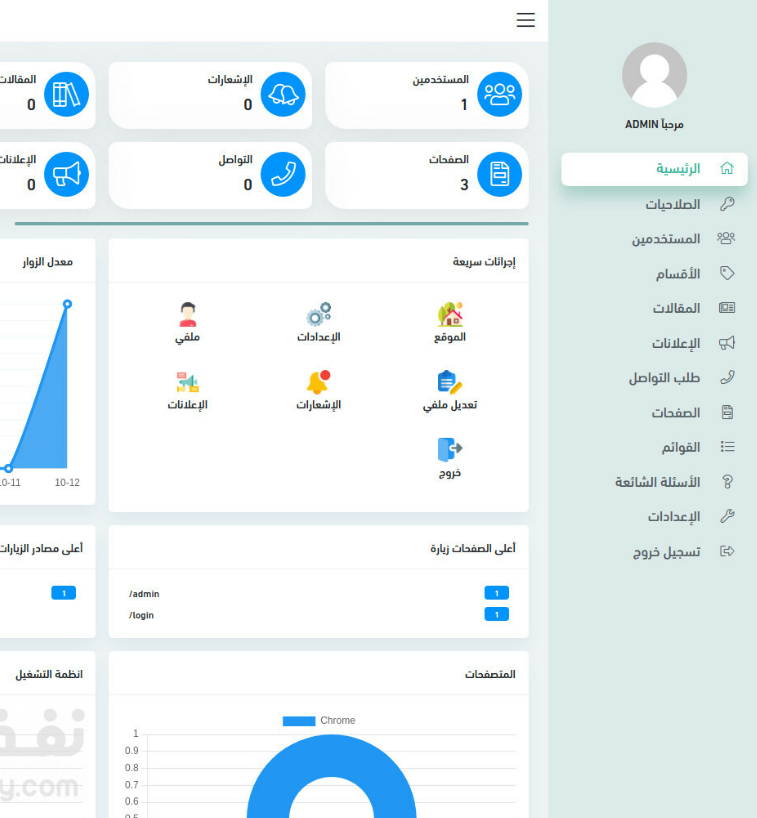 مرحباً ADMIN
الرئيسية
الصلاحيات
المستخدمين
الأقسام
المقالات
الإعلانات
طلب التواصل
الصفحات
القوائم
الأسئلة الشائعة
الإعدادات
تسجيل خروج
المستخدمين
1
الإشعارات
0
المقالات
0
الصفحات
3
التواصل
0
الإعلانات
0
إجرائات سريعة
الموقع
الإعدادات
ملفي
تعديل ملفي
الإشعارات
الإعلانات
خروج
معدل الزوار
10-11
10-12
أعلى الصفحات زيارة
1 /admin
1 /login
أعلى مصادر الزيارات
1
المتصفحات
Chrome
1
0.9
0.8
0.7
0.6
0.5
انظمة التشغيل
y.com